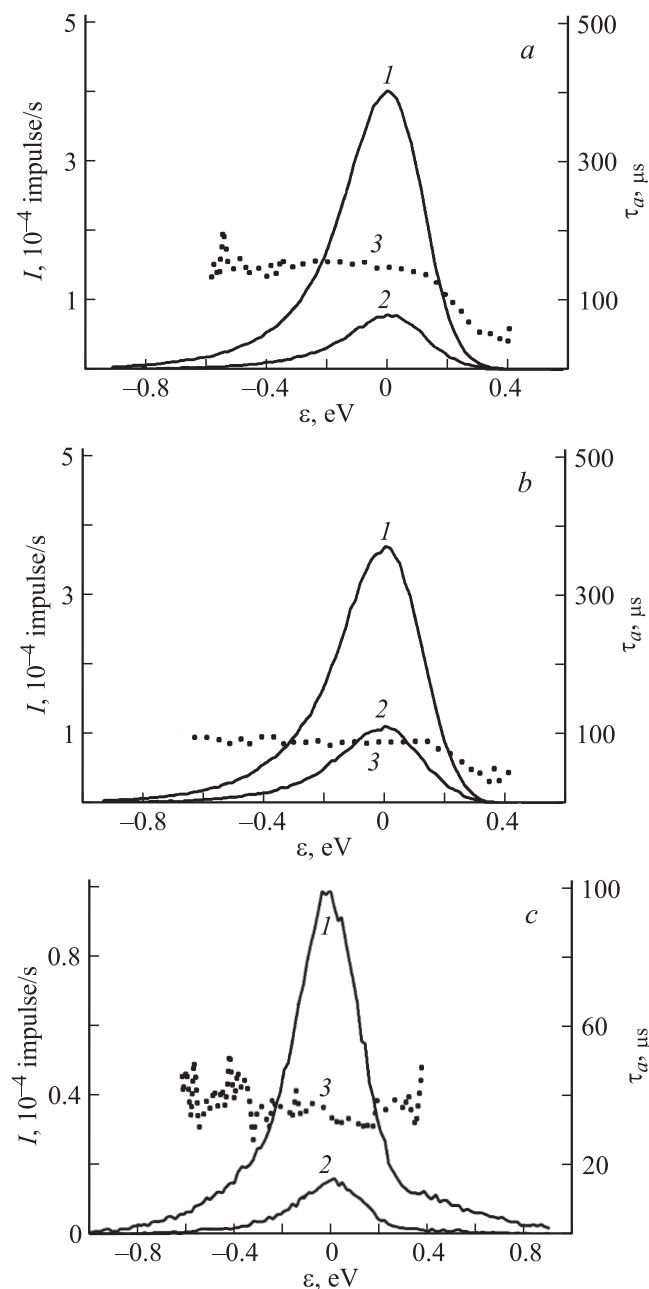 5 500
a
1
3 300
I, 10⁻⁴ impulse/s
τₐ, μs
3
1 100
2
−0.8 −0.4 0 0.4
ε, eV
5 500
b
1
3 300
I, 10⁻⁴ impulse/s
τₐ, μs
2
1 100
3
−0.8 −0.4 0 0.4
ε, eV
100
c
1
0.8
I, 10⁻⁴ impulse/s
60
τₐ, μs
3
0.4
2
20
0
−0.8 −0.4 0 0.4 0.8
ε, eV